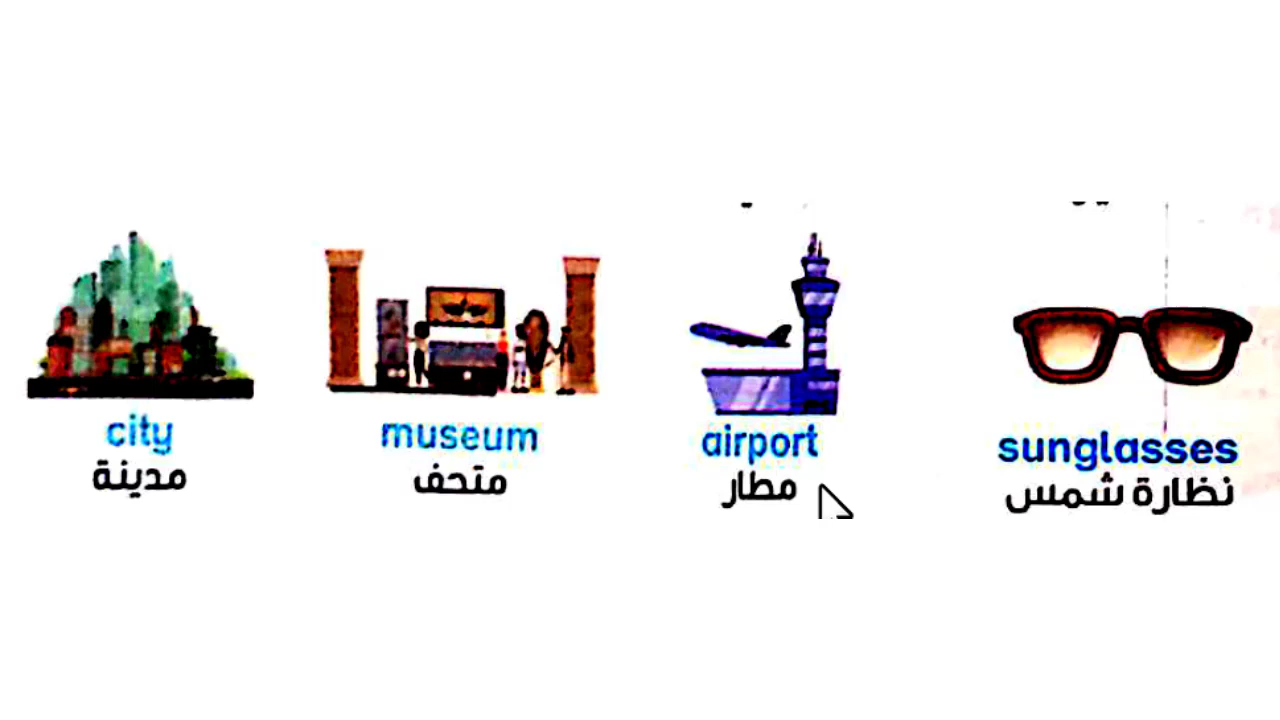 city
مدينة
museum
متحف
airport
مطار
sunglasses
نظارة شمس